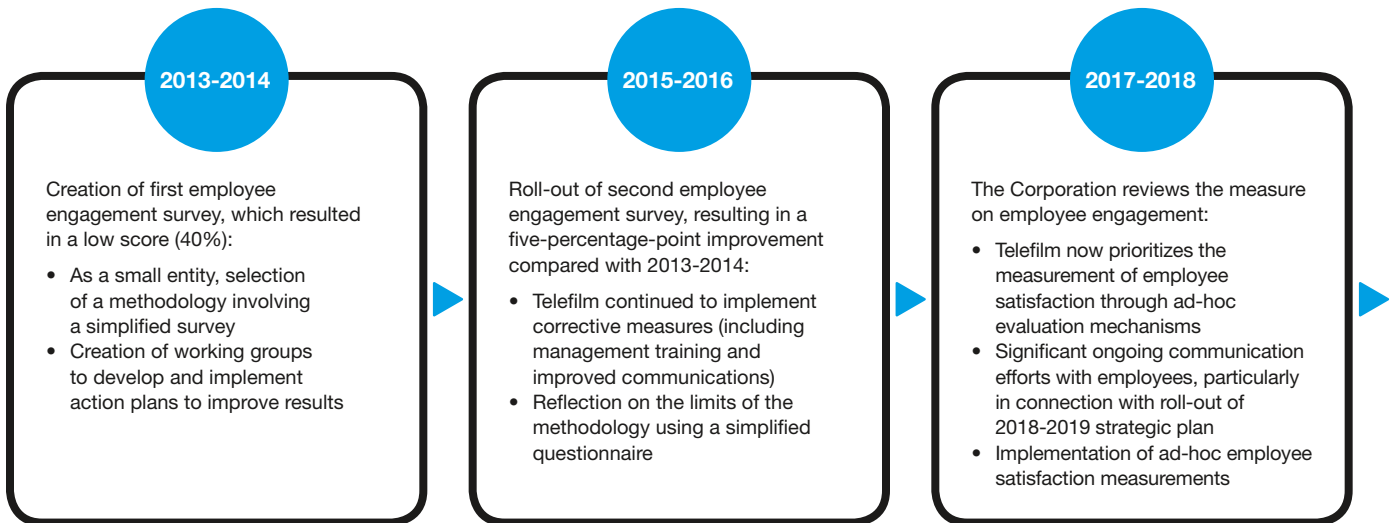 2013-2014
Creation of first employee
engagement survey, which resulted
in a low score (40%):
• As a small entity, selection
of a methodology involving
a simplified survey
• Creation of working groups
to develop and implement
action plans to improve results
2015-2016
Roll-out of second employee
engagement survey, resulting in a
five-percentage-point improvement
compared with 2013-2014:
• Telefilm continued to implement
corrective measures (including
management training and
improved communications)
• Reflection on the limits of the
methodology using a simplified
questionnaire
2017-2018
The Corporation reviews the measure
on employee engagement:
• Telefilm now prioritizes the
measurement of employee
satisfaction through ad-hoc
evaluation mechanisms
• Significant ongoing communication
efforts with employees, particularly
in connection with roll-out of
2018-2019 strategic plan
• Implementation of ad-hoc employee
satisfaction measurements